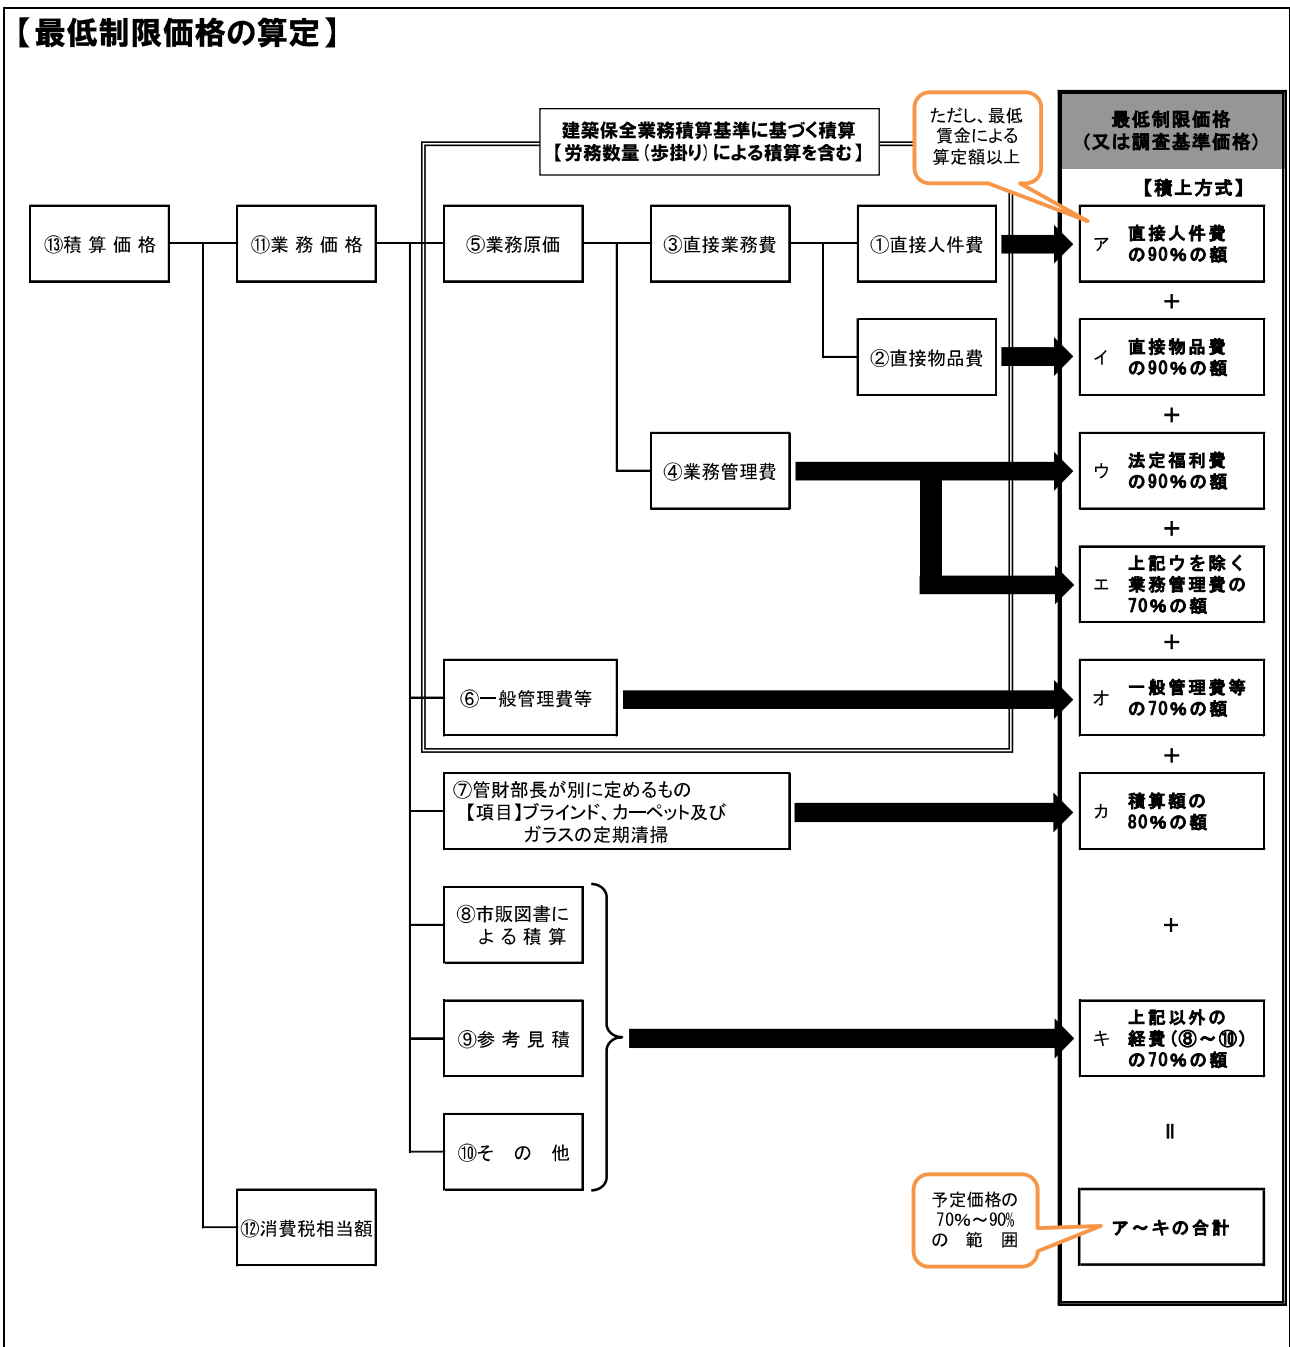 【最低制限価格の算定】
建築保全業務積算基準に基づく積算
【労務数量(歩掛り)による積算を含む】
ただし、最低
賃金による
算定額以上
最低制限価格
(又は調査基準価格)
【積上方式】
⑬積算価格
⑪業務価格
⑤業務原価
③直接業務費
①直接人件費
ア 直接人件費
の90%の額
+
②直接物品費
イ 直接物品費
の90%の額
+
④業務管理費
ウ 法定福利費
の90%の額
+
エ 上記ウを除く
業務管理費の
70%の額
+
⑥一般管理費等
オ 一般管理費等
の70%の額
+
⑦管財部長が別に定めるもの
【項目】ブラインド、カーペット及び
ガラスの定期清掃
カ 積算額の
80%の額
⑧市販図書に
よる積算
+
⑨参考見積
キ 上記以外の
経費(⑧~⑩)
の70%の額
⑩その他
=
⑫消費税相当額
予定価格の
70%~90%
の範囲
ア~キの合計